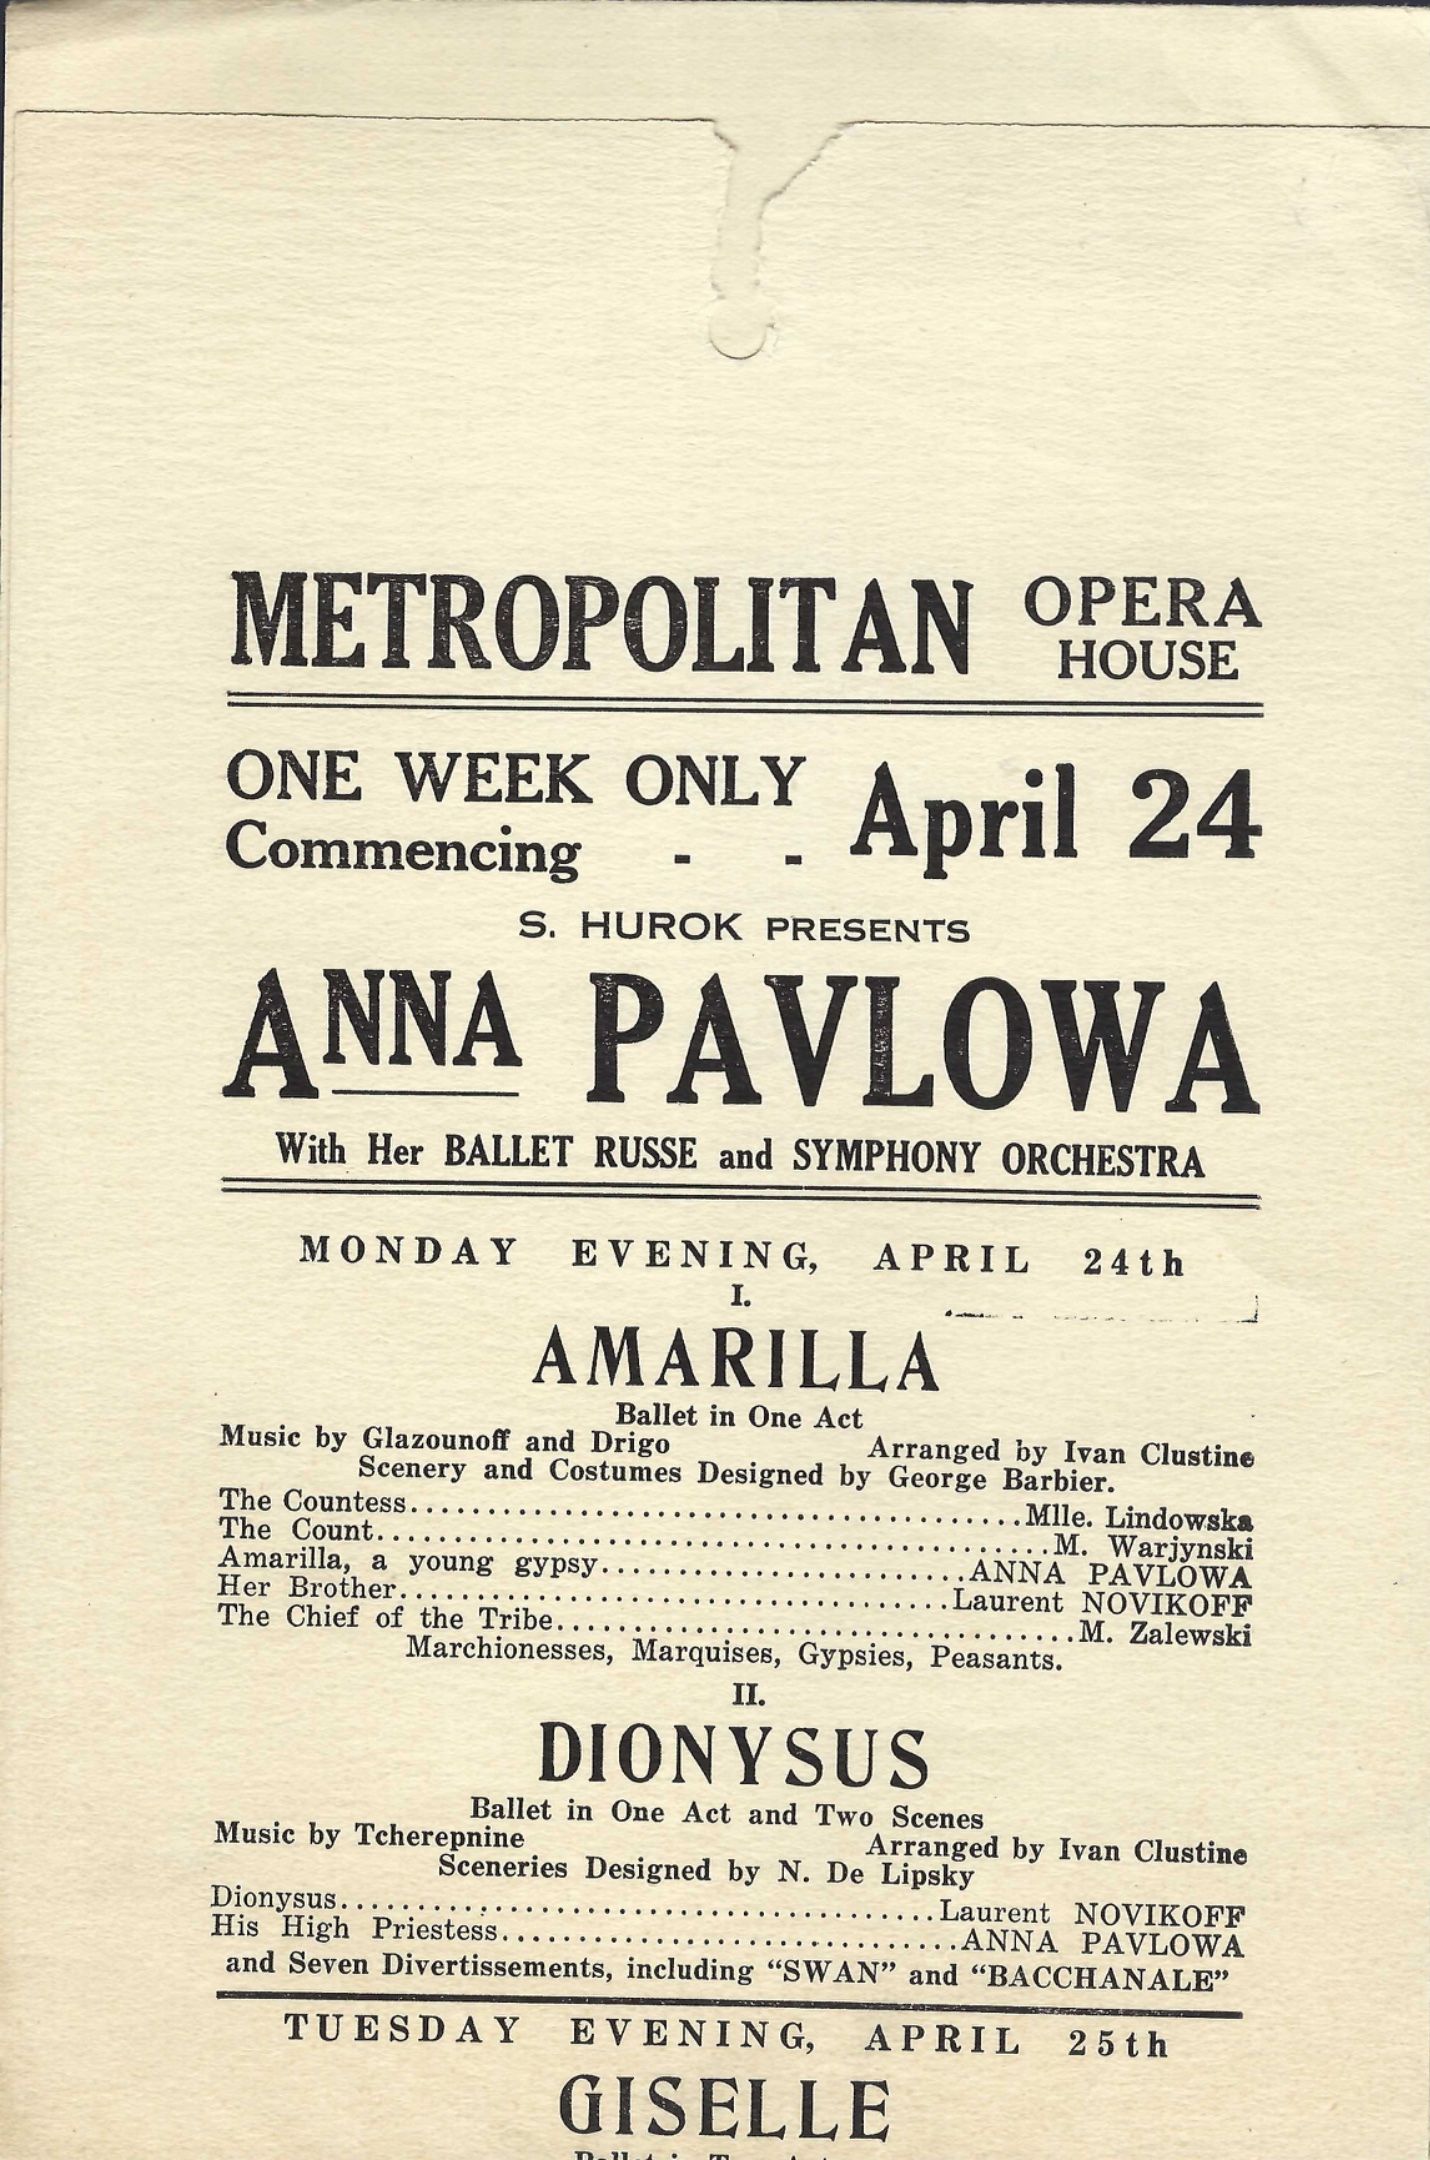 METROPOLITAN OPERA HOUSE
ONE WEEK ONLY
Commencing - - April 24
S. HUROK PRESENTS
ANNA PAVLOWA
With Her BALLET RUSSE and SYMPHONY ORCHESTRA
MONDAY EVENING, APRIL 24th
I.
AMARILLA
Ballet in One Act
Music by Glazounoff and Drigo Arranged by Ivan Clustine
Scenery and Costumes Designed by George Barbier.
The Countess........................................Mlle. Lindowska
The Count............................................M. Warjynski
Amarilla, a young gypsy........................ANNA PAVLOWA
Her Brother....................................Laurent NOVIKOFF
The Chief of the Tribe..................................M. Zalewski
Marchionesses, Marquises, Gypsies, Peasants.
II.
DIONYSUS
Ballet in One Act and Two Scenes
Music by Tcherepnine Arranged by Ivan Clustine
Sceneries Designed by N. De Lipsky
Dionysus.......................................Laurent NOVIKOFF
His High Priestess..............................ANNA PAVLOWA
and Seven Divertissements, including “SWAN” and “BACCHANALE”
TUESDAY EVENING, APRIL 25th
GISELLE